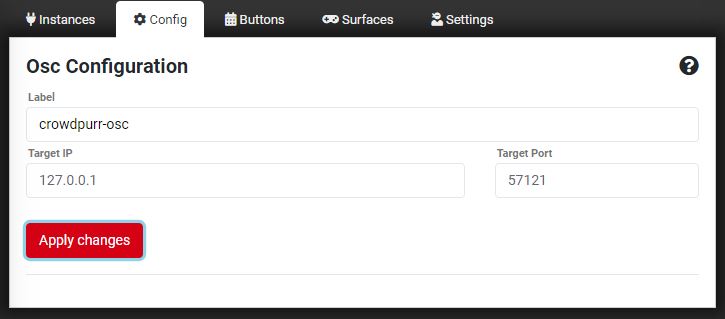 Instances Config Buttons Surfaces Settings
Osc Configuration
Label
crowdpurr-osc
Target IP Target Port
127.0.0.1 57121
Apply changes